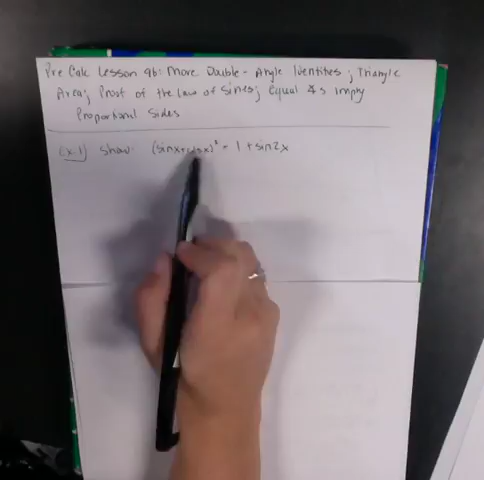 Pre Calc Lesson 96: More Double-Angle Identities; Triangle
Area; Proof of the Law of Sines; Equal ∠s imply
Proportional Sides
Ex. 1) Show: (sinx+cosx)² = 1 + sin2x